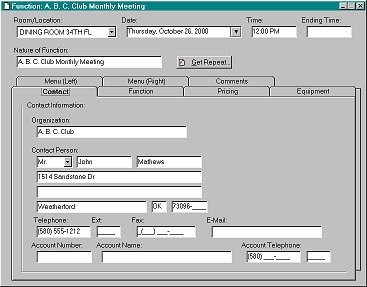 Function: A. B. C. Club Monthly Meeting
Room/Location: Date: Time: Ending Time:
DINING ROOM 34TH FL Thursday, October 26, 2000 12:00 PM
Nature of Function:
A. B. C. Club Monthly Meeting Get Repeat
Menu (Left) Menu (Right) Comments
Contact Function Pricing Equipment
Contact Information:
Organization:
A. B. C. Club
Contact Person:
Mr. John Mathews
1514 Sandstone Dr
Weatherford OK 73096-____
Telephone: Ext: Fax: E-Mail:
(580) 555-1212 ____ (___) ___-____
Account Number: Account Name: Account Telephone:
(580) ___-____ ____